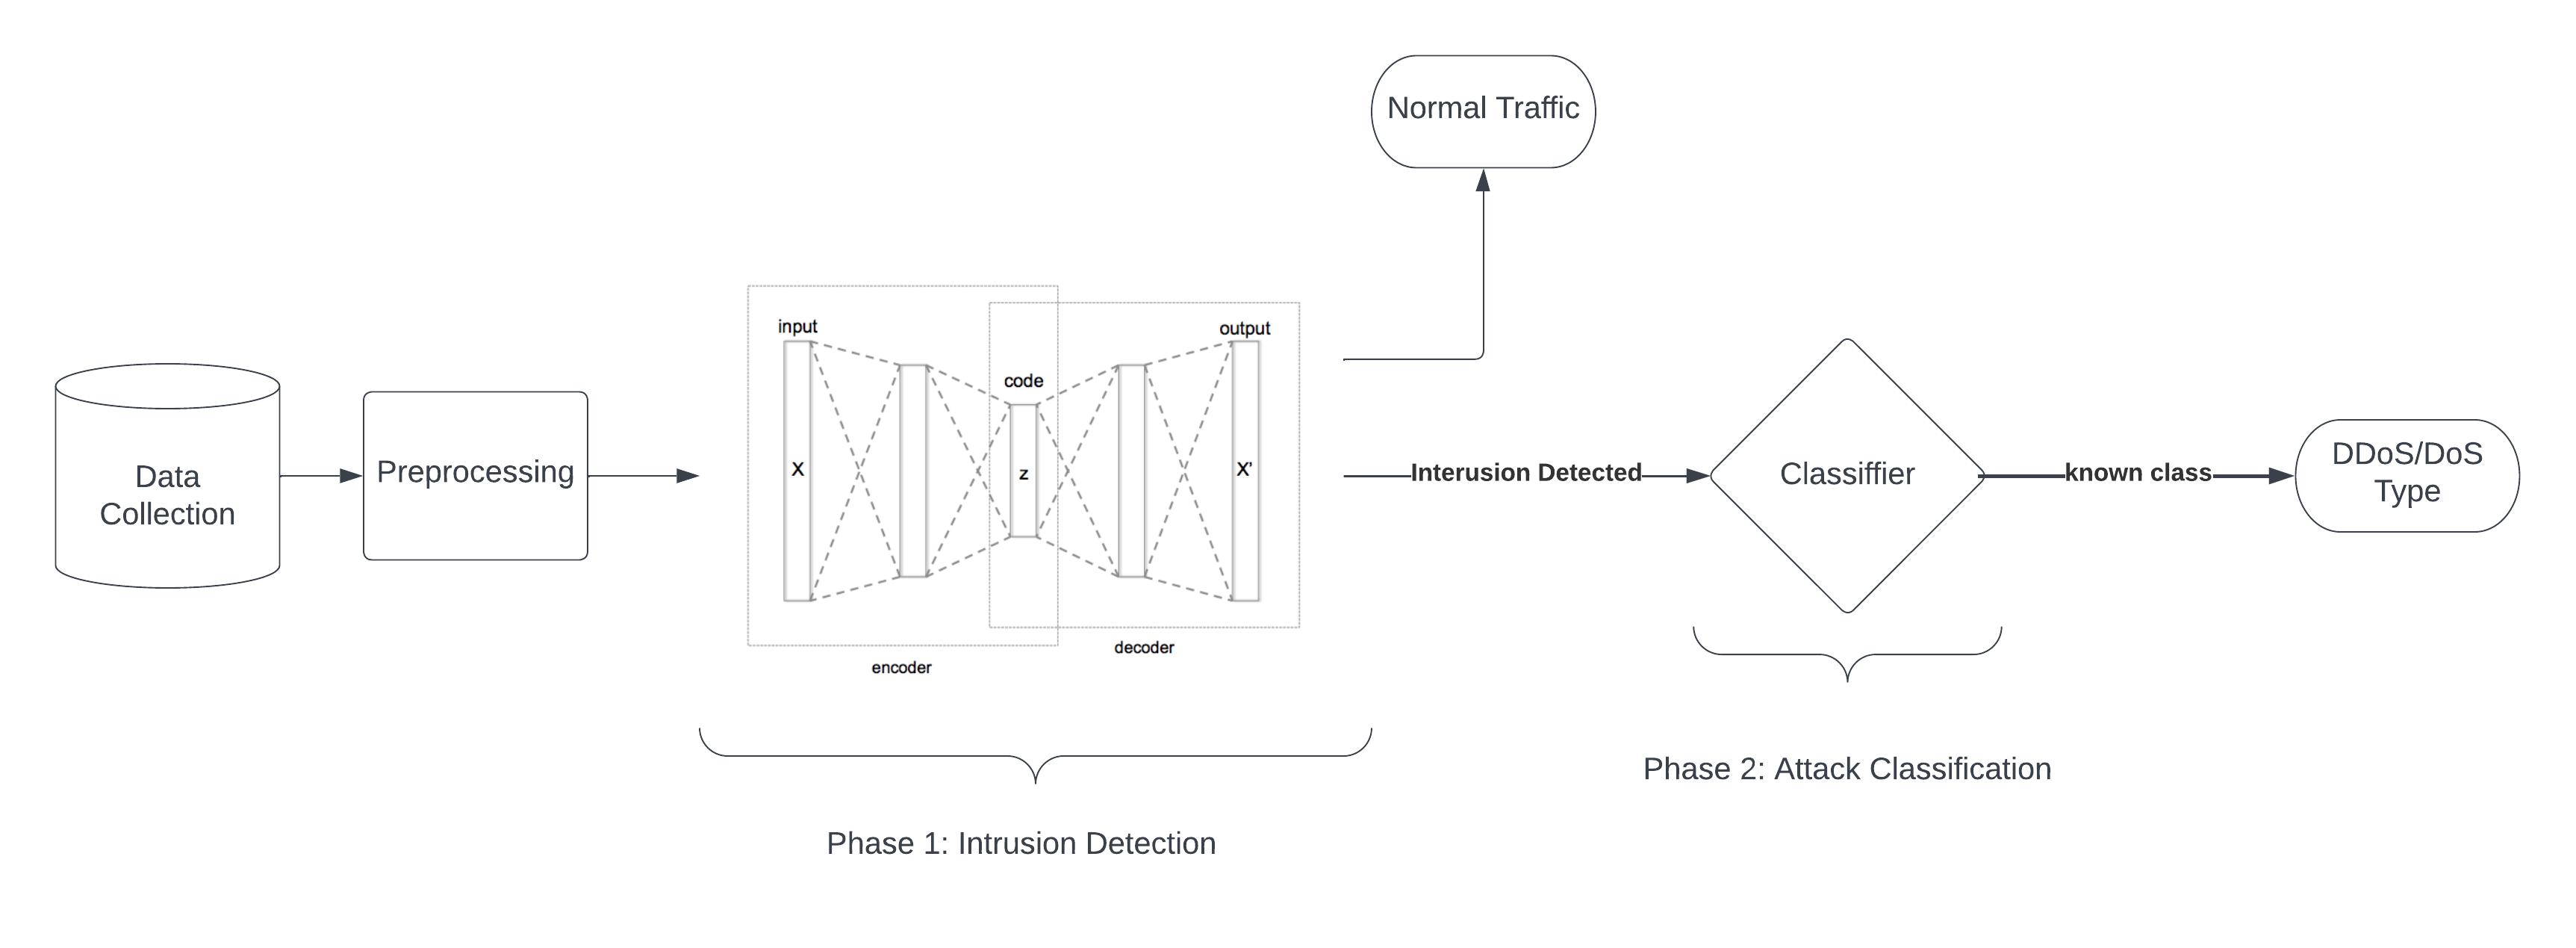 Normal Traffic
Data
Collection
Preprocessing
input
X
code
z
output
X'
encoder
decoder
Interusion Detected
Classiffier
known class
DDoS/DoS
Type
Phase 1: Intrusion Detection
Phase 2: Attack Classification